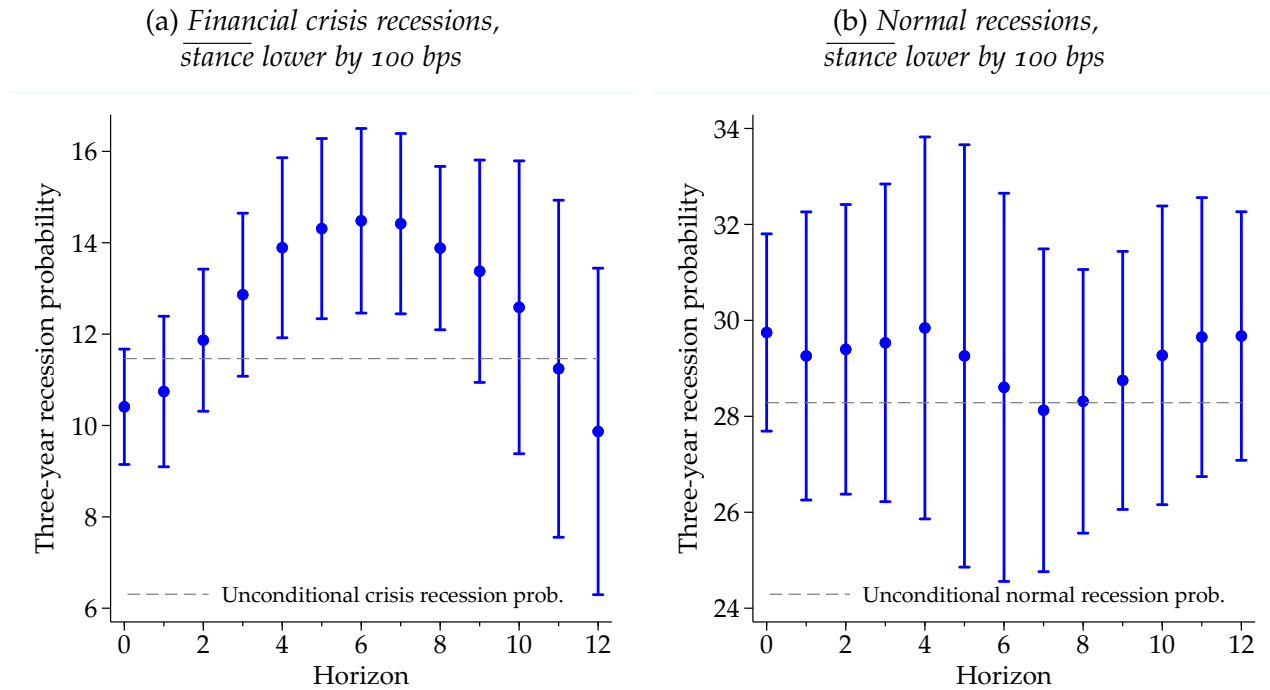 (a) Financial crisis recessions,
stance lower by 100 bps
Three-year recession probability
16
14
12
10
8
6
Unconditional crisis recession prob.
0 2 4 6 8 10 12
Horizon
(b) Normal recessions,
stance lower by 100 bps
Three-year recession probability
34
32
30
28
26
24
Unconditional normal recession prob.
0 2 4 6 8 10 12
Horizon